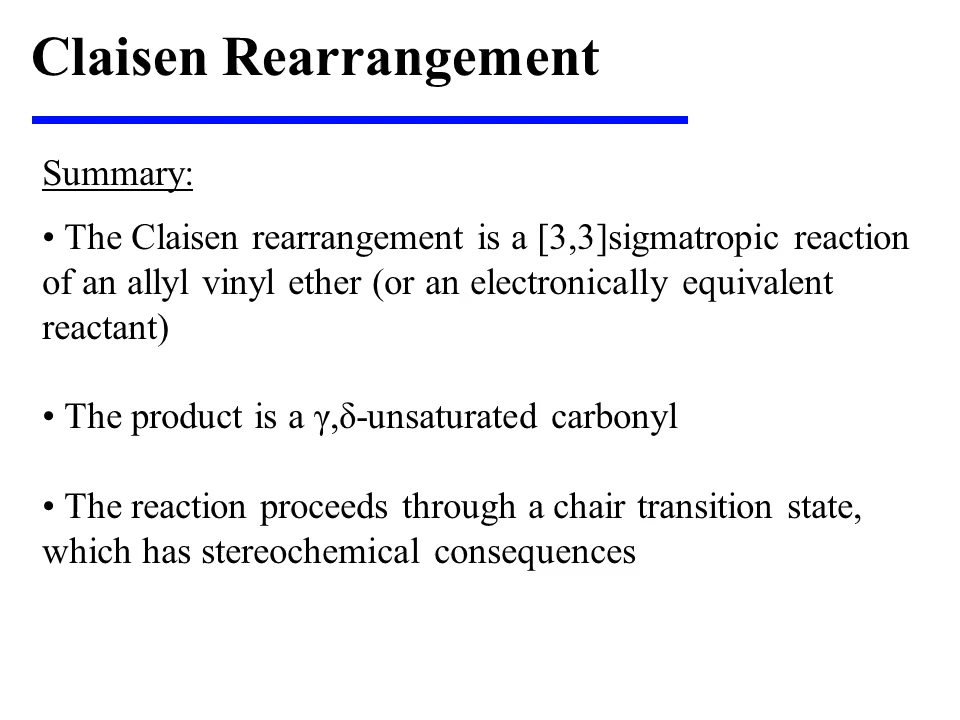 Claisen Rearrangement
Summary:
• The Claisen rearrangement is a [3,3]sigmatropic reaction
of an allyl vinyl ether (or an electronically equivalent
reactant)
• The product is a γ,δ-unsaturated carbonyl
• The reaction proceeds through a chair transition state,
which has stereochemical consequences